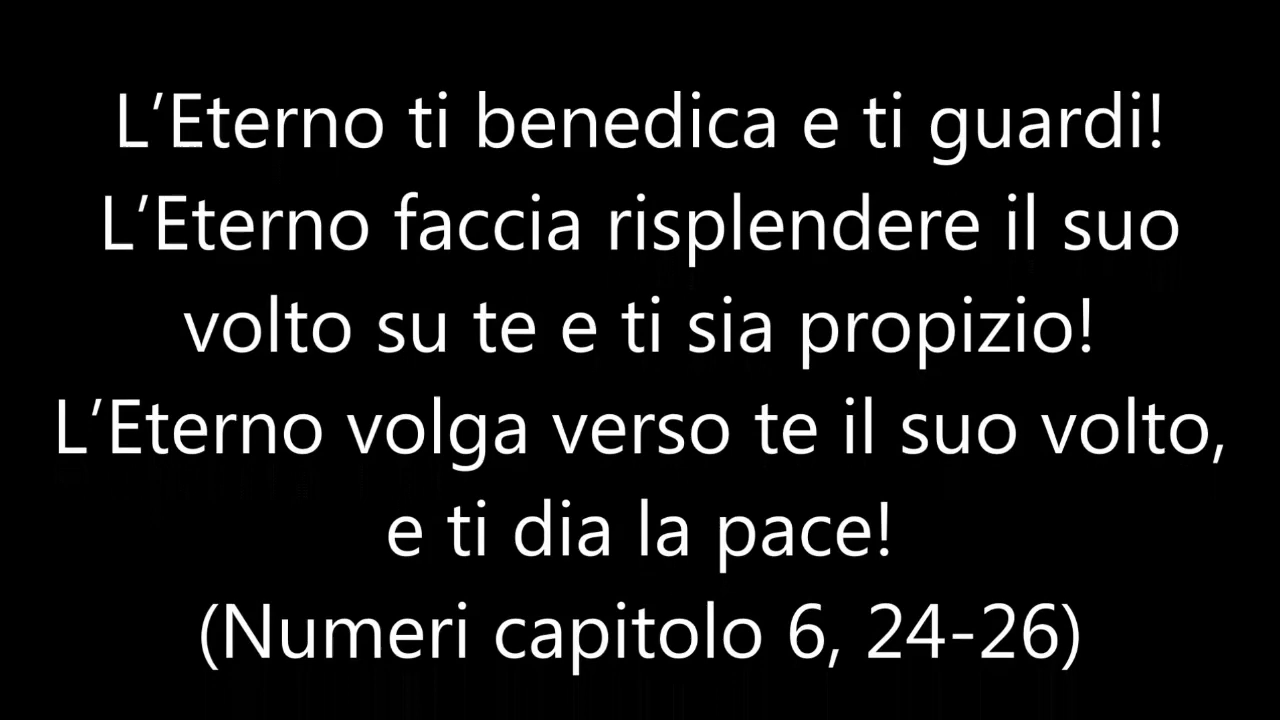 L’Eterno ti benedica e ti guardi!
L’Eterno faccia risplendere il suo
volto su te e ti sia propizio!
L’Eterno volga verso te il suo volto,
e ti dia la pace!
(Numeri capitolo 6, 24-26)